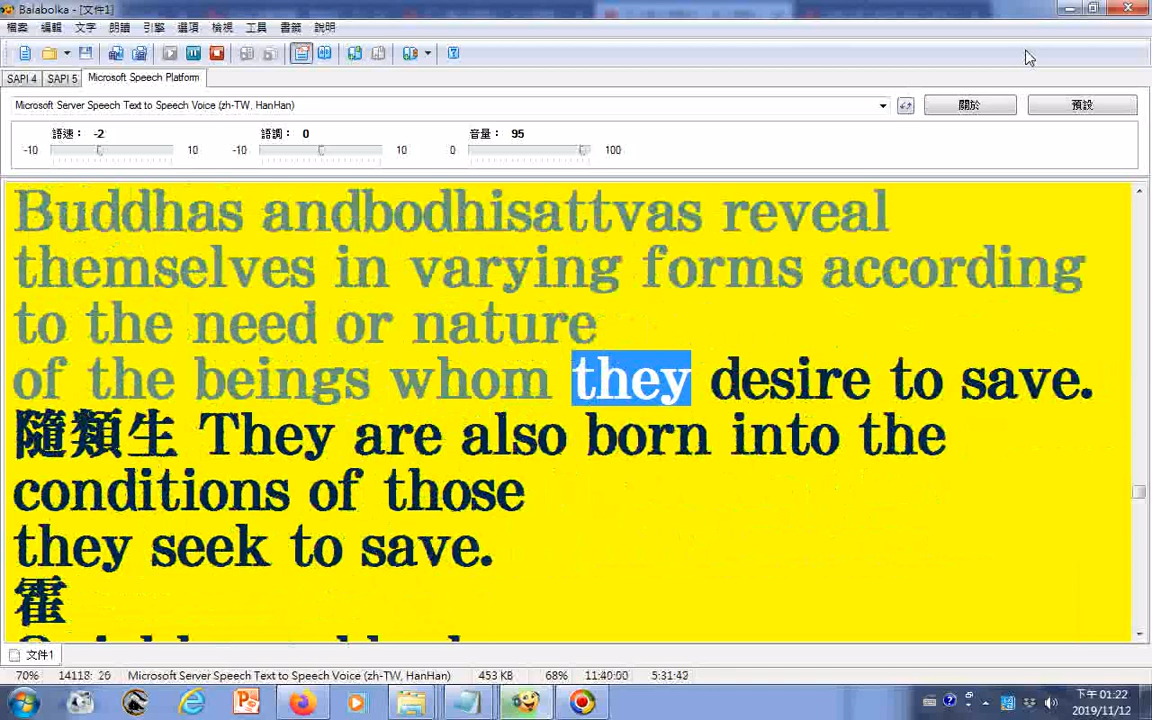 Balabolka - [文件1]
檔案 編輯 文字 朗讀 引擎 選項 檢視 工具 書籤 說明
SAPI 4 SAPI 5 Microsoft Speech Platform
Microsoft Server Speech Text to Speech Voice (zh-TW, HanHan) 關於 預設
語速： -2 語調： 0 音量： 95
-10 10 -10 10 0 100
Buddhas andbodhisattvas reveal
themselves in varying forms according
to the need or nature
of the beings whom they desire to save.
隨類生 They are also born into the
conditions of those
they seek to save.
霍
文件1
70% 14118: 26 Microsoft Server Speech Text to Speech Voice (zh-TW, HanHan) 453 KB 68% 11:40:00 5:31:42
下午 01:22
2019/11/12